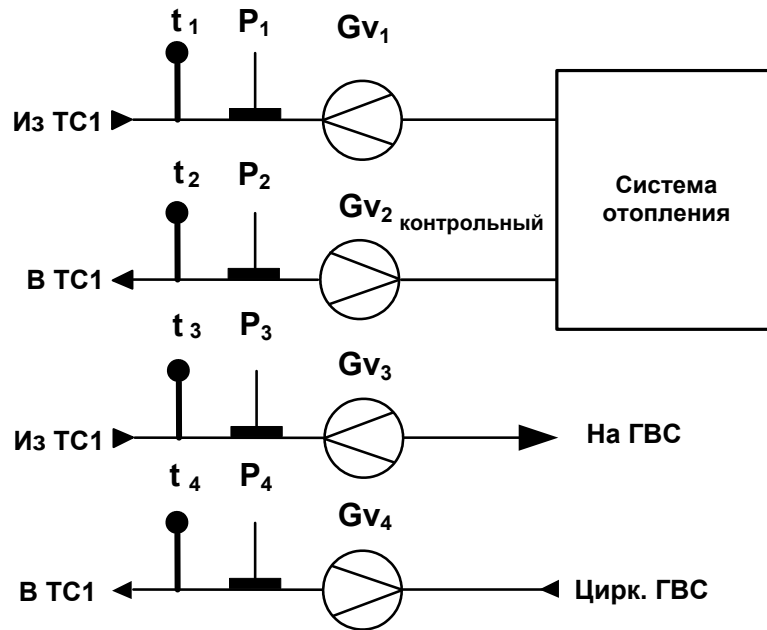 t 1 P1 Gv1
Из ТС1
Система
отопления
t 2 P2 Gv2 контрольный
В ТС1
t 3 P3 Gv3
Из ТС1
На ГВС
t 4 P4 Gv4
В ТС1
Цирк. ГВС